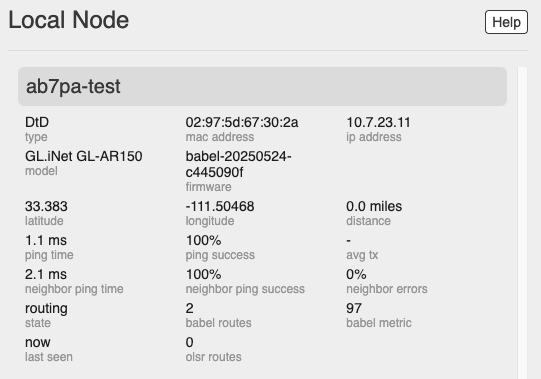 Local Node
Help
ab7pa-test
DtD 02:97:5d:67:30:2a 10.7.23.11
type mac address ip address
GL.iNet GL-AR150 babel-20250524-
c445090f
model firmware
33.383 -111.50468 0.0 miles
latitude longitude distance
1.1 ms 100% -
ping time ping success avg tx
2.1 ms 100% 0%
neighbor ping time neighbor ping success neighbor errors
routing 2 97
state babel routes babel metric
now 0
last seen olsr routes